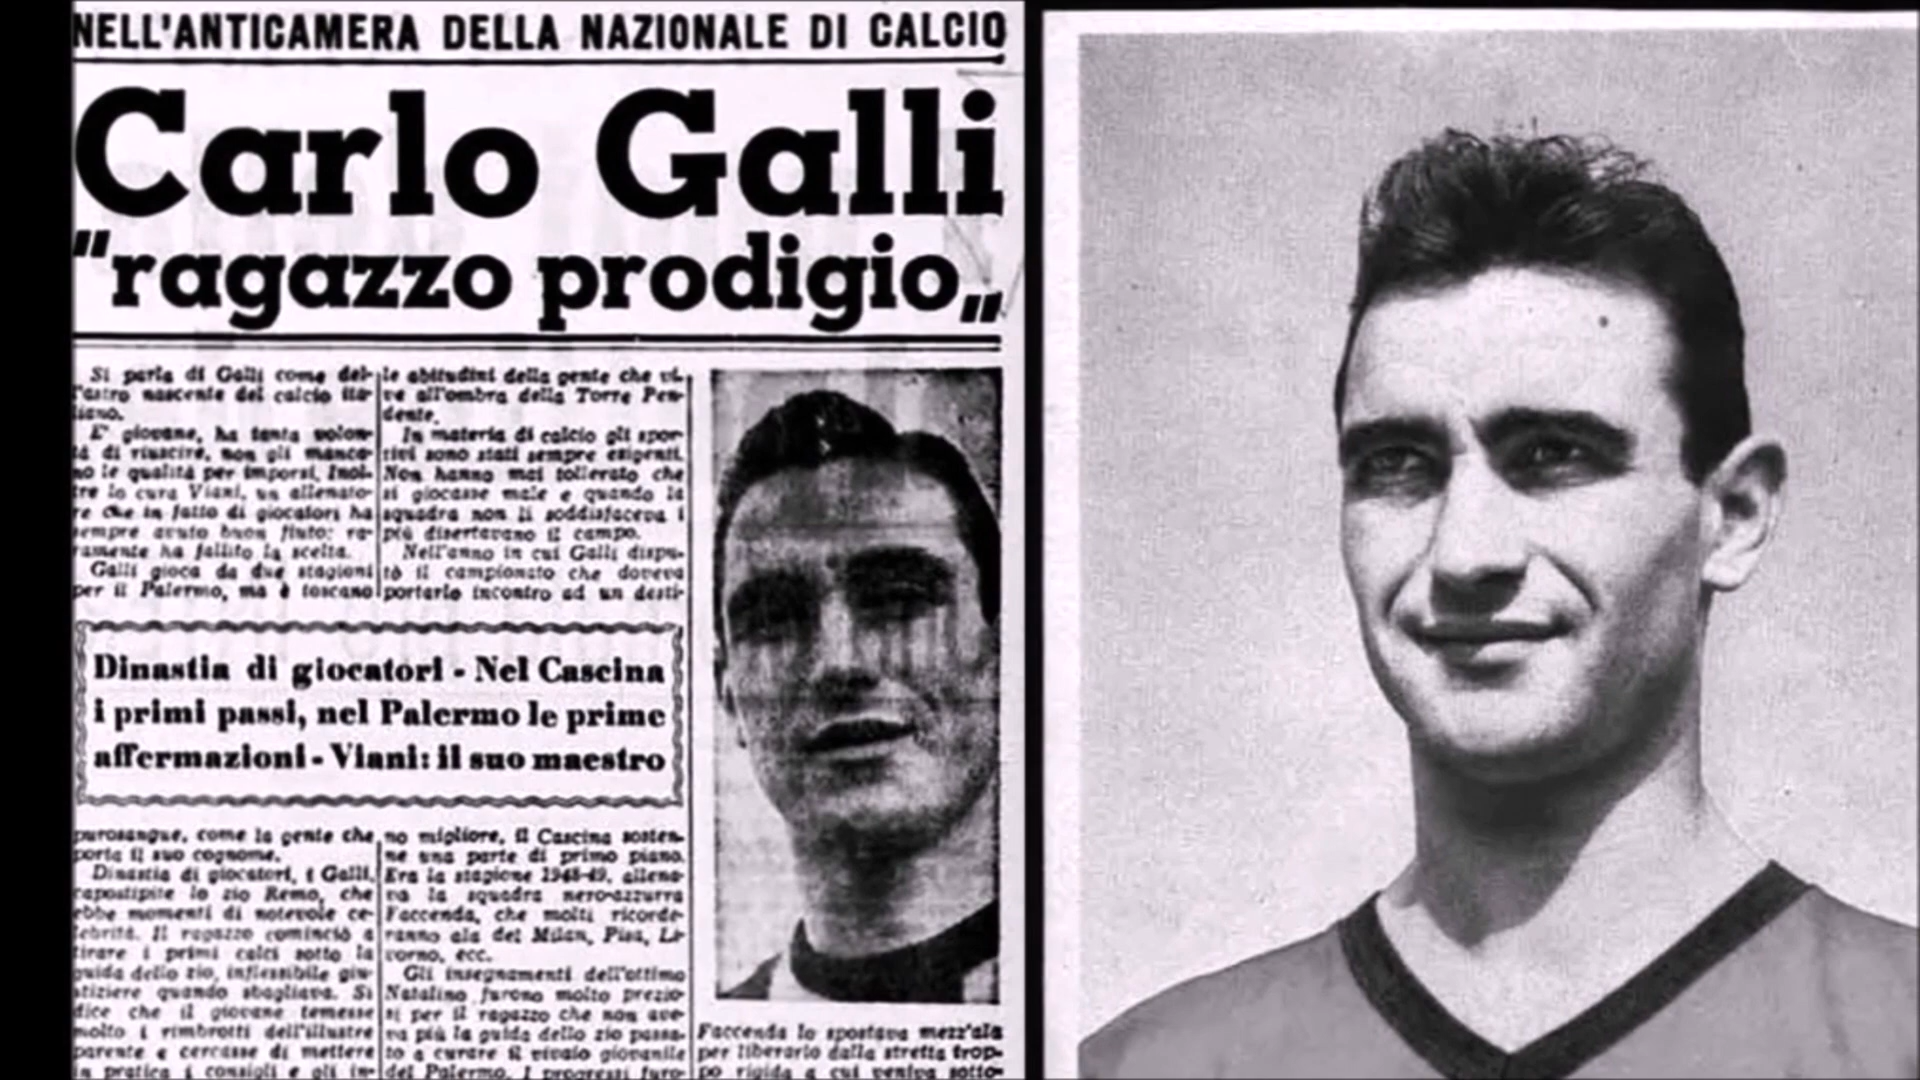 NELL'ANTICAMERA DELLA NAZIONALE DI CALCIO
Carlo Galli
"ragazzo prodigio„
Si parla di Galli come del-
l'astro nascente del calcio ita-
liano.
E' giovane, ha tanta volon-
tà di riuscire, non gli manca-
no le qualità per imporsi. Inol-
tre lo cura Viani, un allenato-
re che in fatto di giocatori ha
sempre avuto buon fiuto: ra-
ramente ha fallito la scelta.
Galli gioca da due stagioni
per il Palermo, ma è toscano
le abitudini della gente che vi-
ve all'ombra della Torre Pen-
dente.
In materia di calcio gli spor-
tivi sono stati sempre esigenti.
Non hanno mai tollerato che
si giocasse male e quando la
squadra non li soddisfaceva i
più disertavano il campo.
Nell'anno in cui Galli dispu-
tò il campionato che doveva
portarlo incontro ad un desti-
Dinastia di giocatori - Nel Cascina
i primi passi, nel Palermo le prime
affermazioni - Viani: il suo maestro
purosangue, come la gente che
porta il suo cognome.
Dinastia di giocatori, i Galli,
capostipite lo zio Remo, che
ebbe momenti di notevole ce-
lebrità. Il ragazzo cominciò a
tirare i primi calci sotto la
guida dello zio, inflessibile giu-
stiziere quando sbagliava. Si
dice che il giovane temesse
molto i rimbrotti dell'illustre
parente e cercasse di mettere
in pratica i consigli e gli in-
no migliore, il Cascina sosten-
ne una parte di primo piano.
Era la stagione 1948-49, allena-
va la squadra nero-azzurra
Faccenda, che molti ricorde-
ranno ala del Milan, Pisa, Li-
vorno, ecc.
Gli insegnamenti dell'ottimo
Natalino furono molto prezio-
si per il ragazzo che non ave-
va più la guida dello zio passa-
to a curare il vivaio giovanile
del Palermo. I progressi furo-
Faccenda lo spostava mezz'ala
per liberarlo dalla stretta trop-
po rigida a cui veniva sotto-